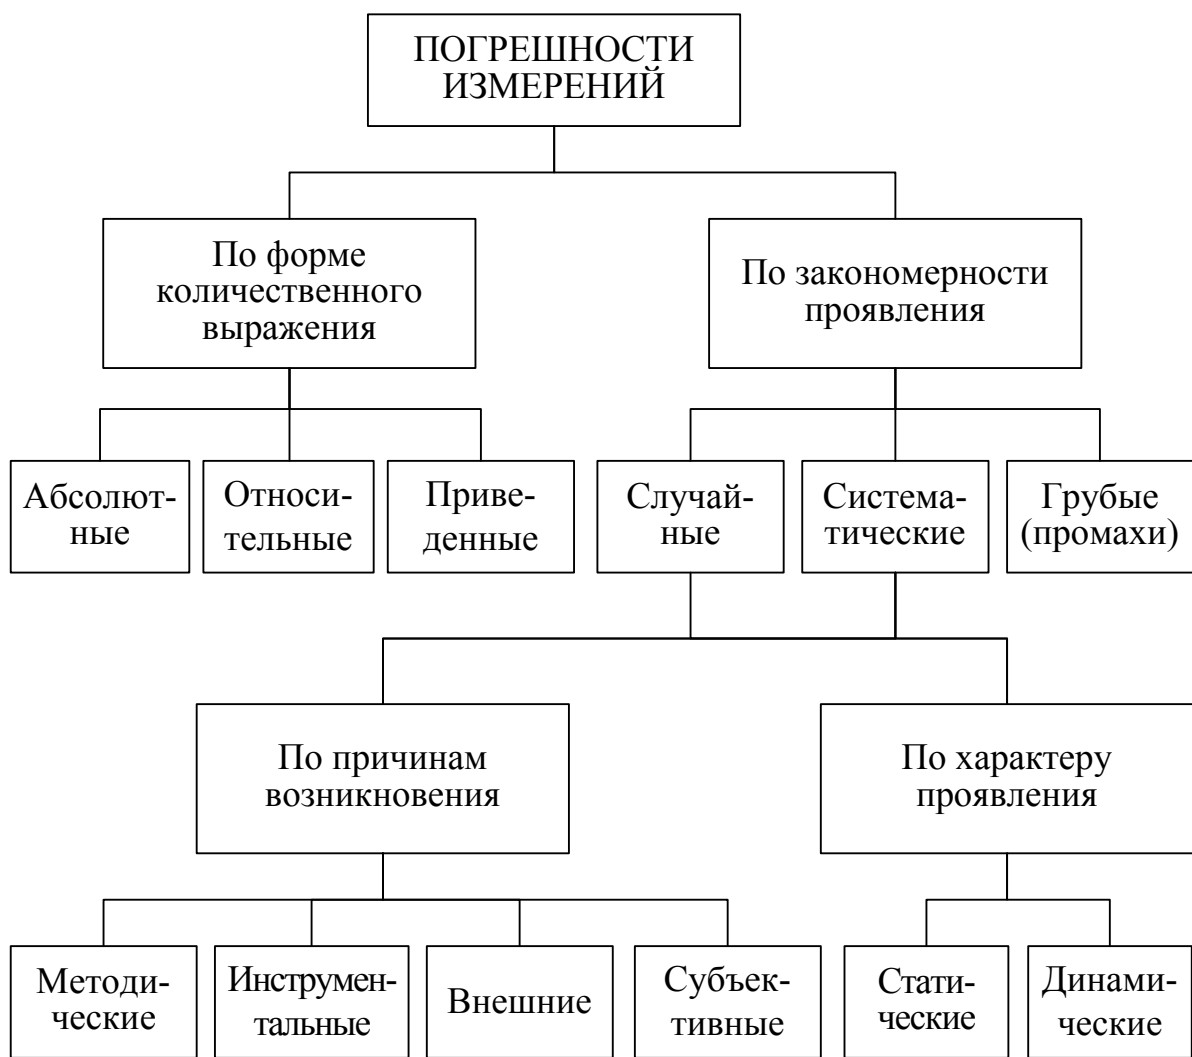 ПОГРЕШНОСТИ
ИЗМЕРЕНИЙ
По форме
количественного
выражения
По закономерности
проявления
Абсолют-
ные
Относи-
тельные
Приве-
денные
Случай-
ные
Система-
тические
Грубые
(промахи)
По причинам
возникновения
По характеру
проявления
Методи-
ческие
Инструмен-
тальные
Внешние
Субъек-
тивные
Стати-
ческие
Динами-
ческие